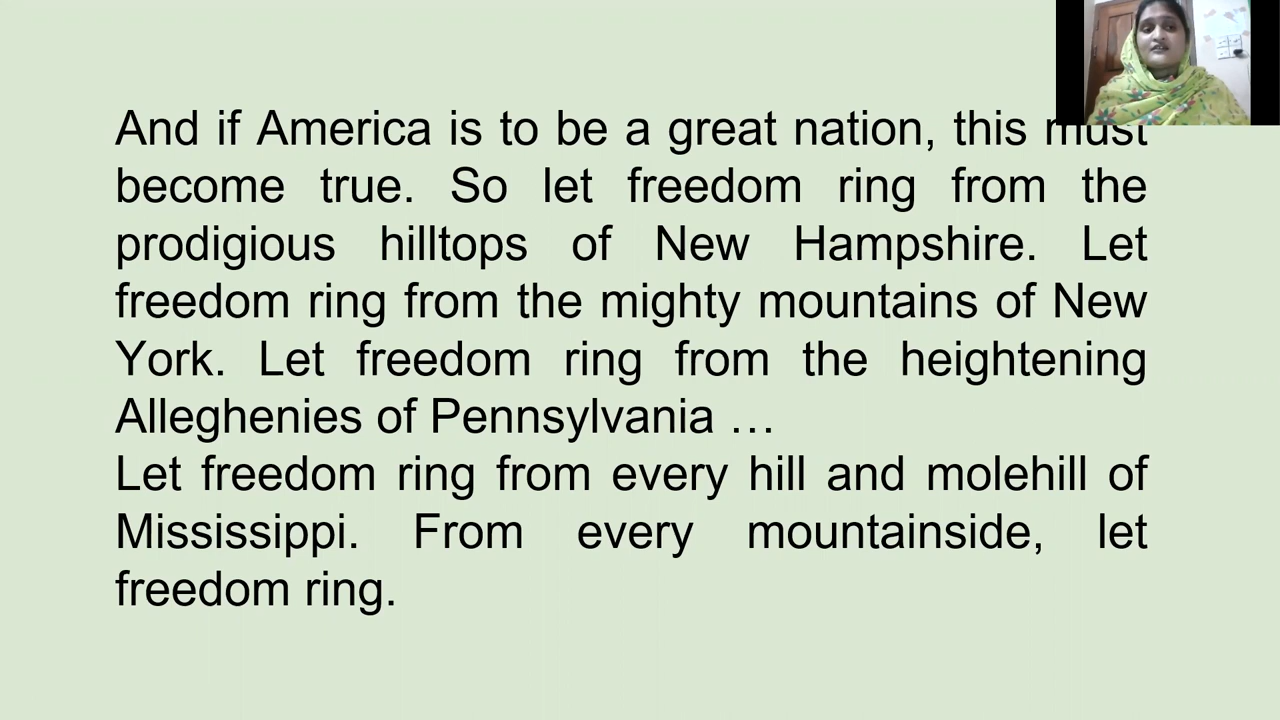 And if America is to be a great nation, this must
become true. So let freedom ring from the
prodigious hilltops of New Hampshire. Let
freedom ring from the mighty mountains of New
York. Let freedom ring from the heightening
Alleghenies of Pennsylvania …
Let freedom ring from every hill and molehill of
Mississippi. From every mountainside, let
freedom ring.